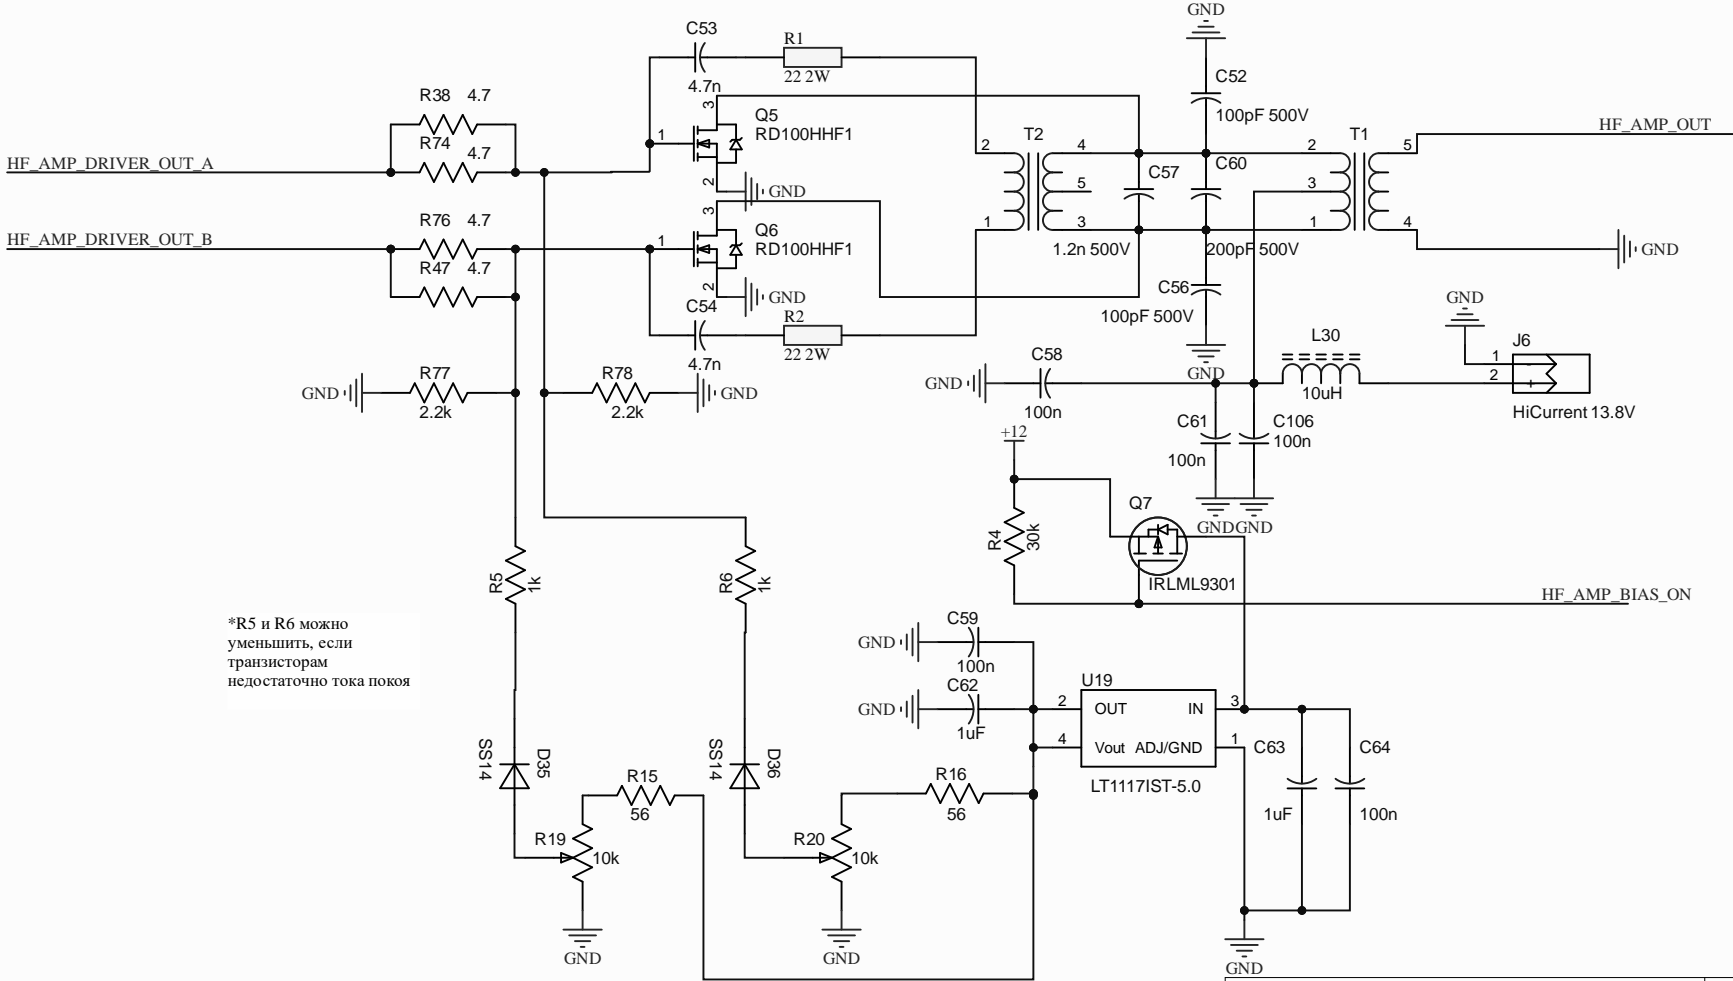 GND
C53
R1
22 2W
4.7n
C52
100pF 500V
R38 4.7
R74
4.7
HF_AMP_DRIVER_OUT_A
3
Q5
RD100HHF1
1
2
GND
T2
2
4
5
1
3
C57
1.2n 500V
C60
200pF 500V
T1
2
3
1
5
4
HF_AMP_OUT
GND
R76 4.7
R47 4.7
HF_AMP_DRIVER_OUT_B
3
Q6
RD100HHF1
1
2
GND
C54
4.7n
R2
22 2W
C56
100pF 500V
GND
GND
R77
2.2k
R78
2.2k
GND
GND
C58
100n
L30
10uH
GND
J6
1
2
-
+
HiCurrent 13.8V
C61
100n
C106
100n
GND
GND
+12
R4
30k
Q7
IRLML9301
HF_AMP_BIAS_ON
R5
1k
R6
1k
*R5 и R6 можно
уменьшить, если
транзисторам
недостаточно тока покоя
GND
C59
100n
GND
C62
1uF
U19
2
OUT
IN
3
4
Vout
ADJ/GND
1
LT1117IST-5.0
C63
1uF
C64
100n
SS14
D35
SS14
D36
R15
56
R16
56
R19
10k
R20
10k
GND
GND
GND